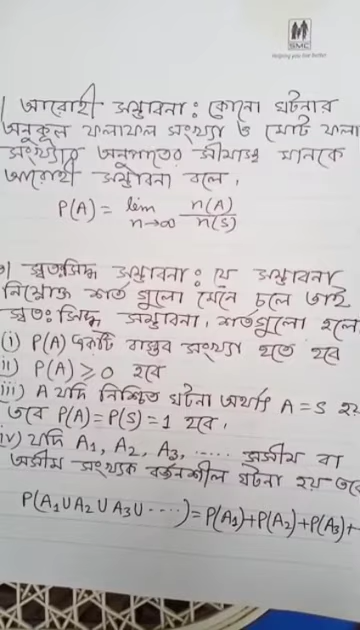 SMC
Helping you live better
আরোহী সম্ভাবনা : কোনো ঘটনার
অনুকূল ফলাফল সংখ্যা ও মোট ফলা
সংখ্যার অনুপাতের সীমাস্থ মানকে
আরোহী সম্ভাবনা বলে।
P(A) = lim n→∞ n(A)/n(S)
স্বতঃসিদ্ধ সম্ভাবনা : যে সম্ভাবনা
নিম্নোক্ত শর্ত গুলো মেনে চলে তাই
স্বতঃসিদ্ধ সম্ভাবনা। শর্তগুলো হলো
(i) P(A) একটি বাস্তব সংখ্যা হতে হবে
ii) P(A) ≥ 0 হবে
iii) A যদি নিশ্চিত ঘটনা অর্থাৎ A = S হয়
তবে P(A) = P(S) = 1 হবে।
iv) যদি A₁, A₂, A₃, ..... অসীম বা
অসীম সংখ্যক বর্জনশীল ঘটনা হয় তবে
P(A₁ U A₂ U A₃ U ....) = P(A₁) + P(A₂) + P(A₃) +